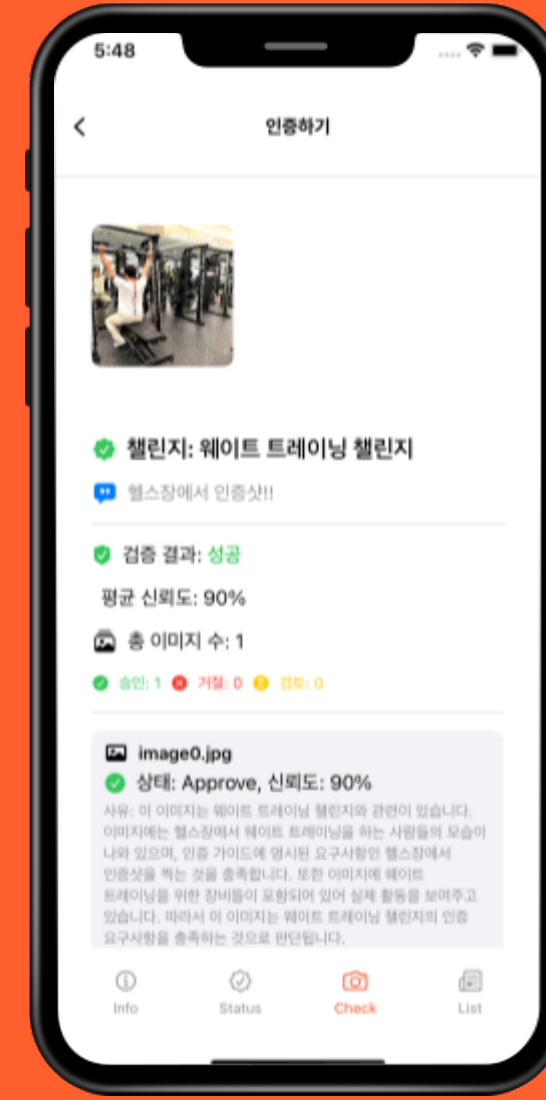 5:48
인증하기
챌린지: 웨이트 트레이닝 챌린지
헬스장에서 인증샷!!
검증 결과: 성공
평균 신뢰도: 90%
총 이미지 수: 1
승인: 1 거절: 0 검토: 0
image0.jpg
상태: Approve, 신뢰도: 90%
사유: 이 이미지는 웨이트 트레이닝 챌린지와 관련이 있습니다.
이미지에는 헬스장에서 웨이트 트레이닝을 하는 사람들의 모습이
나와 있으며, 인증 가이드에 명시된 요구사항인 헬스장에서
인증샷을 찍는 것을 충족합니다. 또한 이미지에 웨이트
트레이닝을 위한 장비들이 포함되어 있어 실제 활동을 보여주고
있습니다. 따라서 이 이미지는 웨이트 트레이닝 챌린지의 인증
요구사항을 충족하는 것으로 판단됩니다.
Info Status Check List